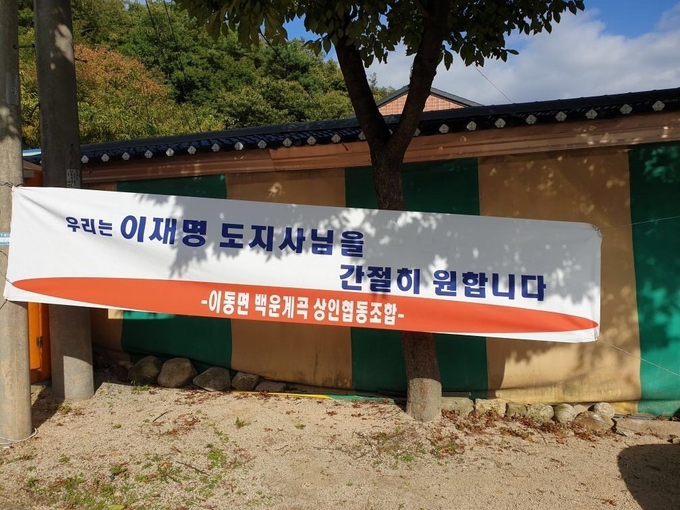 우리는 이재명 도지사님을
간절히 원합니다
-이동면 백운계곡 상인협동조합-